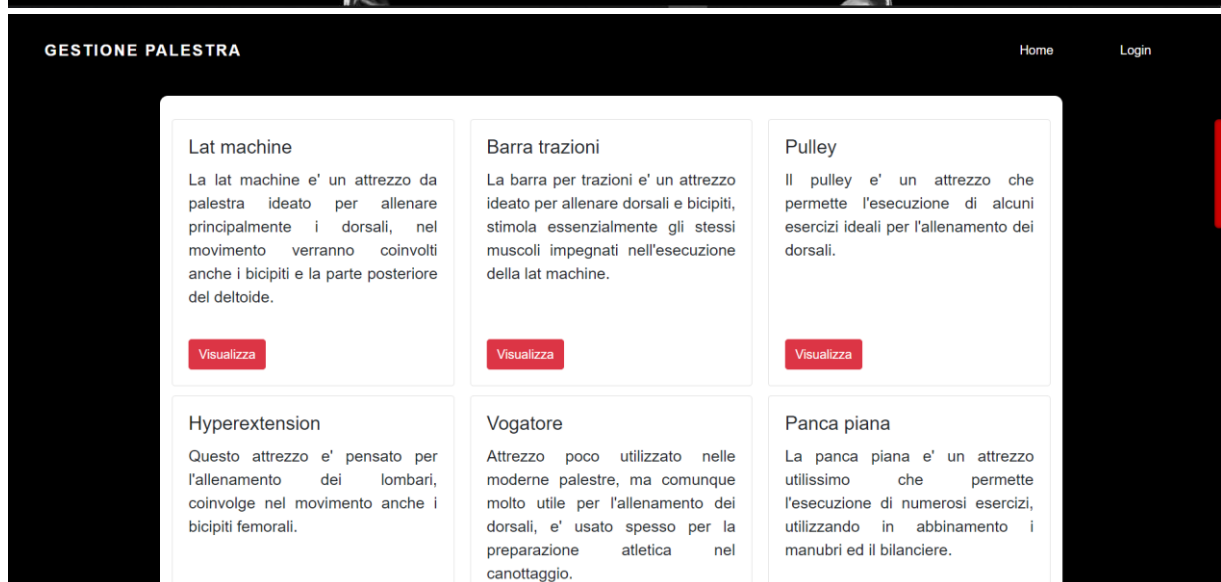 GESTIONE PALESTRA
Home
Login
Lat machine
La lat machine e' un attrezzo da
palestra ideato per allenare
principalmente i dorsali, nel
movimento verranno coinvolti
anche i bicipiti e la parte posteriore
del deltoide.
Visualizza
Barra trazioni
La barra per trazioni e' un attrezzo
ideato per allenare dorsali e bicipiti,
stimola essenzialmente gli stessi
muscoli impegnati nell'esecuzione
della lat machine.
Visualizza
Pulley
Il pulley e' un attrezzo che
permette l'esecuzione di alcuni
esercizi ideali per l'allenamento dei
dorsali.
Visualizza
Hyperextension
Questo attrezzo e' pensato per
l'allenamento dei lombari,
coinvolge nel movimento anche i
bicipiti femorali.
Vogatore
Attrezzo poco utilizzato nelle
moderne palestre, ma comunque
molto utile per l'allenamento dei
dorsali, e' usato spesso per la
preparazione atletica nel
canottaggio.
Panca piana
La panca piana e' un attrezzo
utilissimo che permette
l'esecuzione di numerosi esercizi,
utilizzando in abbinamento i
manubri ed il bilanciere.